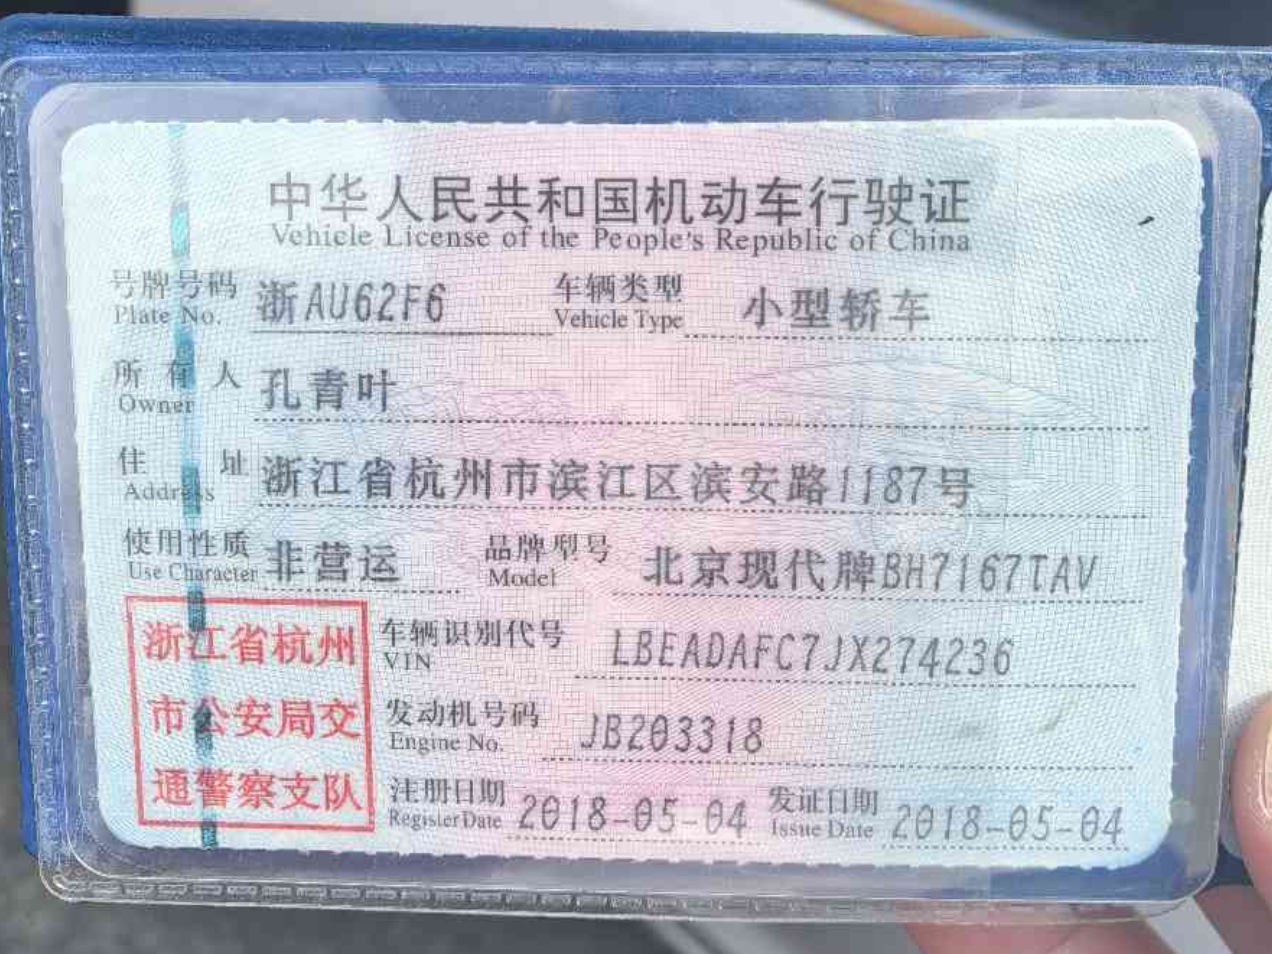 中华人民共和国机动车行驶证
Vehicle License of the People's Republic of China
号牌号码 浙AU62F6 车辆类型 小型轿车
Plate No. Vehicle Type
所有人 孔青叶
Owner
住址 浙江省杭州市滨江区滨安路1187号
Address
使用性质 非营运 品牌型号 北京现代牌BH7167TAV
Use Character Model
浙江省杭州
市公安局交
通警察支队
车辆识别代号 LBEADAFC7JX274236
VIN
发动机号码 JB203318
Engine No.
注册日期 2018-05-04 发证日期 2018-05-04
Register Date Issue Date